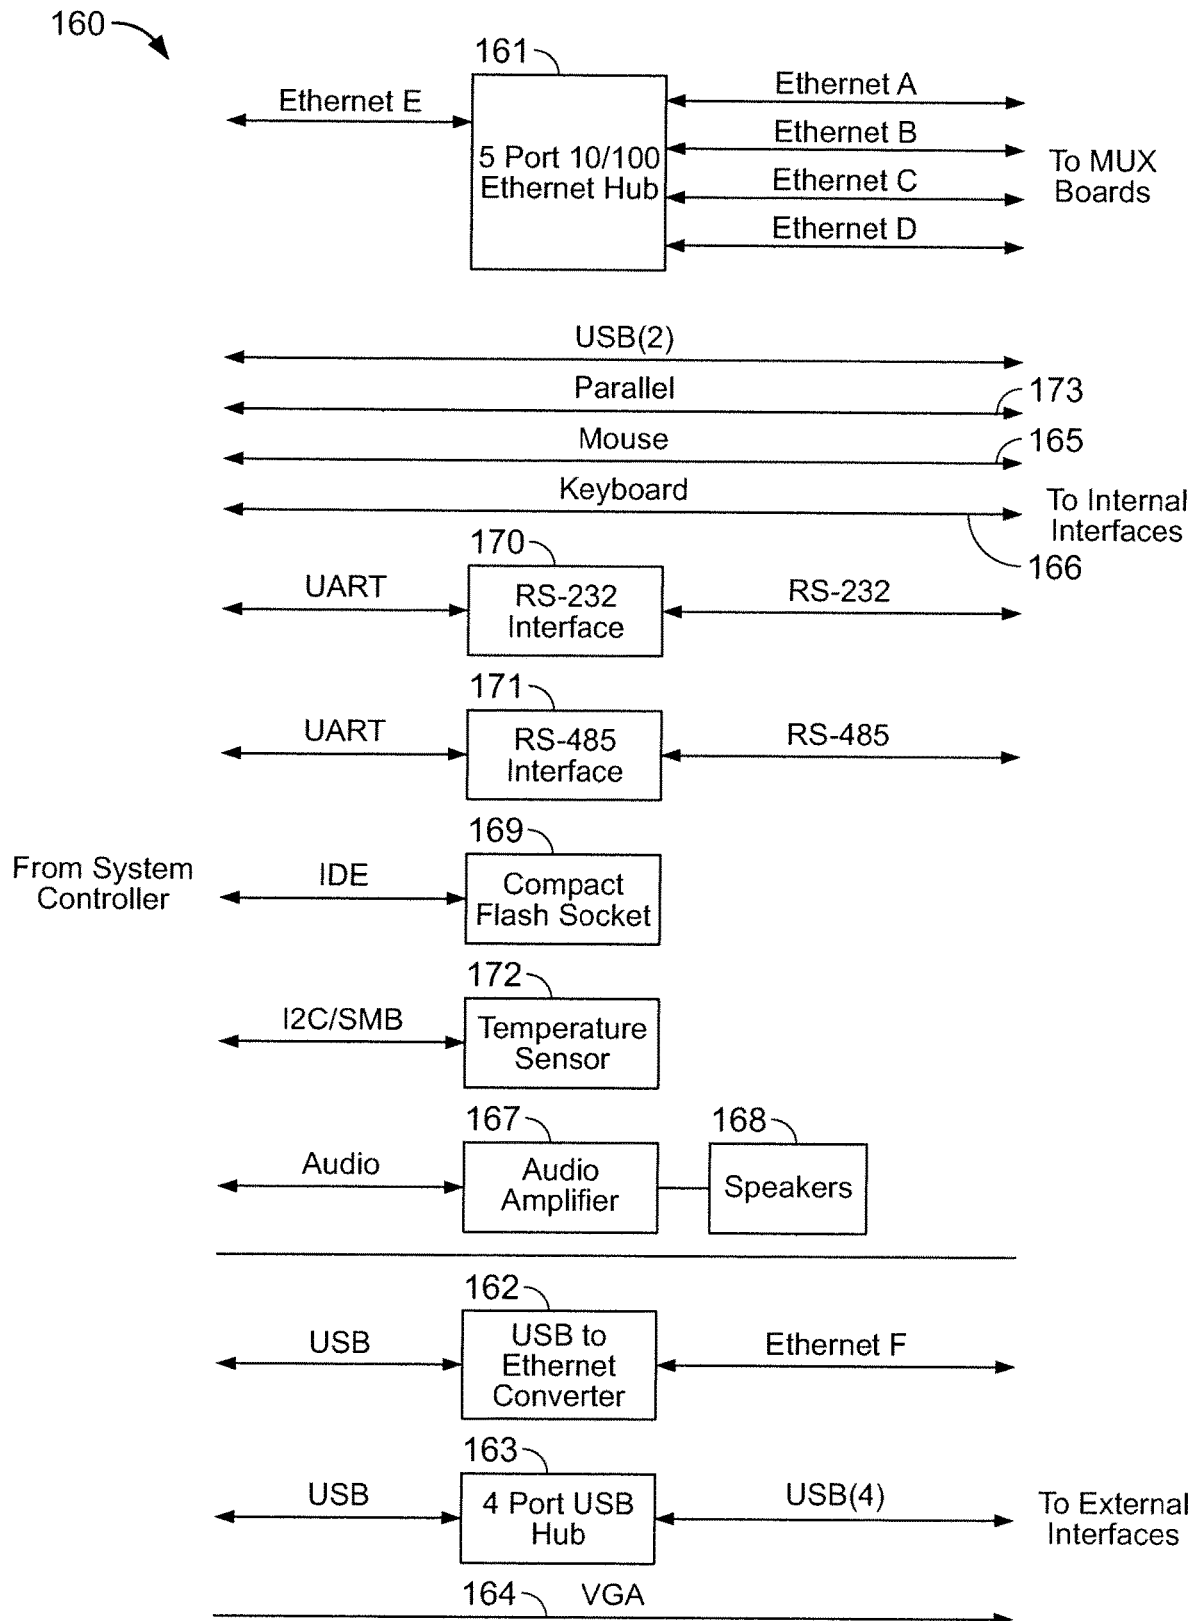 160
161
Ethernet E
5 Port 10/100
Ethernet Hub
Ethernet A
Ethernet B
Ethernet C
Ethernet D
To MUX
Boards
USB(2)
Parallel
173
Mouse
165
Keyboard
166
To Internal
Interfaces
170
UART
RS-232
Interface
RS-232
171
UART
RS-485
Interface
RS-485
From System
Controller
169
IDE
Compact
Flash Socket
172
I2C/SMB
Temperature
Sensor
167
Audio
Audio
Amplifier
168
Speakers
162
USB
USB to
Ethernet
Converter
Ethernet F
163
USB
4 Port USB
Hub
USB(4)
To External
Interfaces
164
VGA